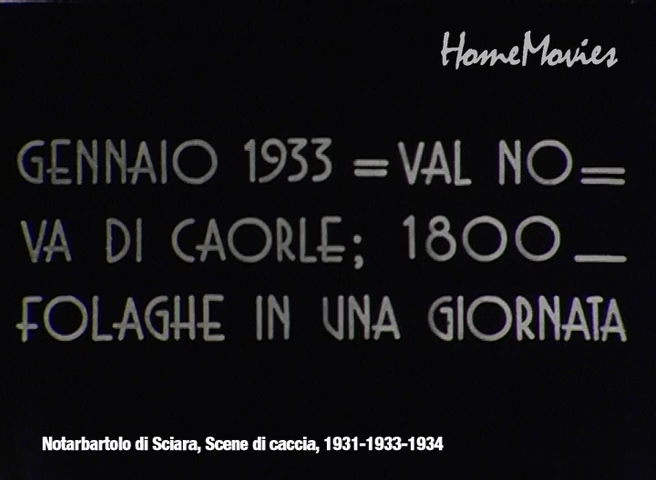 HomeMovies
GENNAIO 1933 = VAL NO=
VA DI CAORLE; 1800_
FOLAGHE IN UNA GIORNATA
Notarbartolo di Sciara, Scene di caccia, 1931-1933-1934